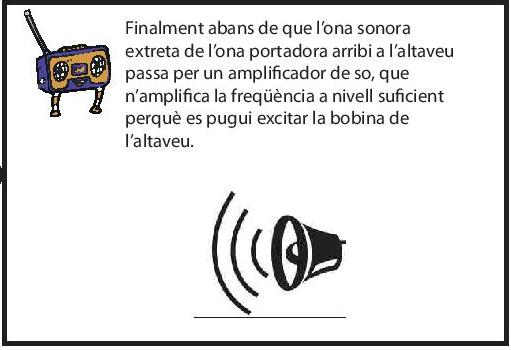 Finalment abans de que l'ona sonora
extreta de l'ona portadora arribi a l'altaveu
passa per un amplificador de so, que
n'amplifica la freqüència a nivell suficient
perquè es pugui excitar la bobina de
l'altaveu.